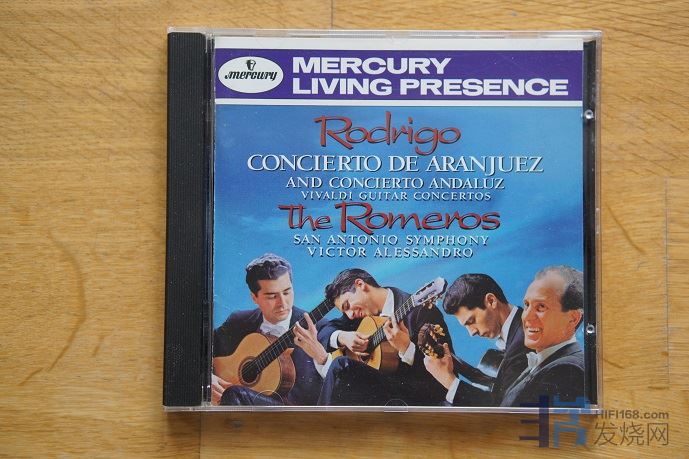 mercury
MERCURY
LIVING PRESENCE
Rodrigo
CONCIERTO DE ARANJUEZ
AND CONCIERTO ANDALUZ
VIVALDI GUITAR CONCERTOS
The Romeros
SAN ANTONIO SYMPHONY
VICTOR ALESSANDRO
HIFI168.com
发烧网